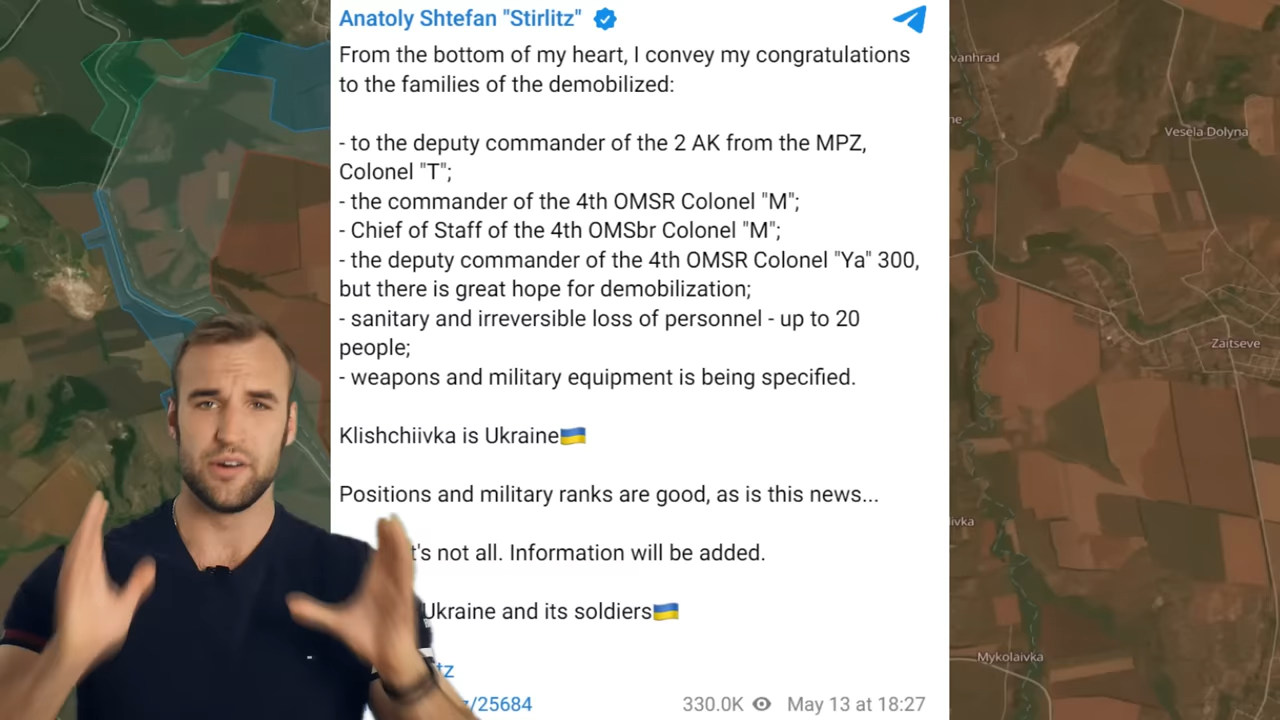 Anatoly Shtefan "Stirlitz"
From the bottom of my heart, I convey my congratulations
to the families of the demobilized:
- to the deputy commander of the 2 AK from the MPZ,
Colonel "T";
- the commander of the 4th OMSR Colonel "M";
- Chief of Staff of the 4th OMSbr Colonel "M";
- the deputy commander of the 4th OMSR Colonel "Ya" 300,
but there is great hope for demobilization;
- sanitary and irreversible loss of personnel - up to 20
people;
- weapons and military equipment is being specified.
Klishchiivka is Ukraine🇺🇦
Positions and military ranks are good, as is this news...
t's not all. Information will be added.
Ukraine and its soldiers🇺🇦
tz
/25684
330.0K May 13 at 18:27
vanhrad
ne
Vesela Dolyna
Zaitseve
ivka
Mykolaivka